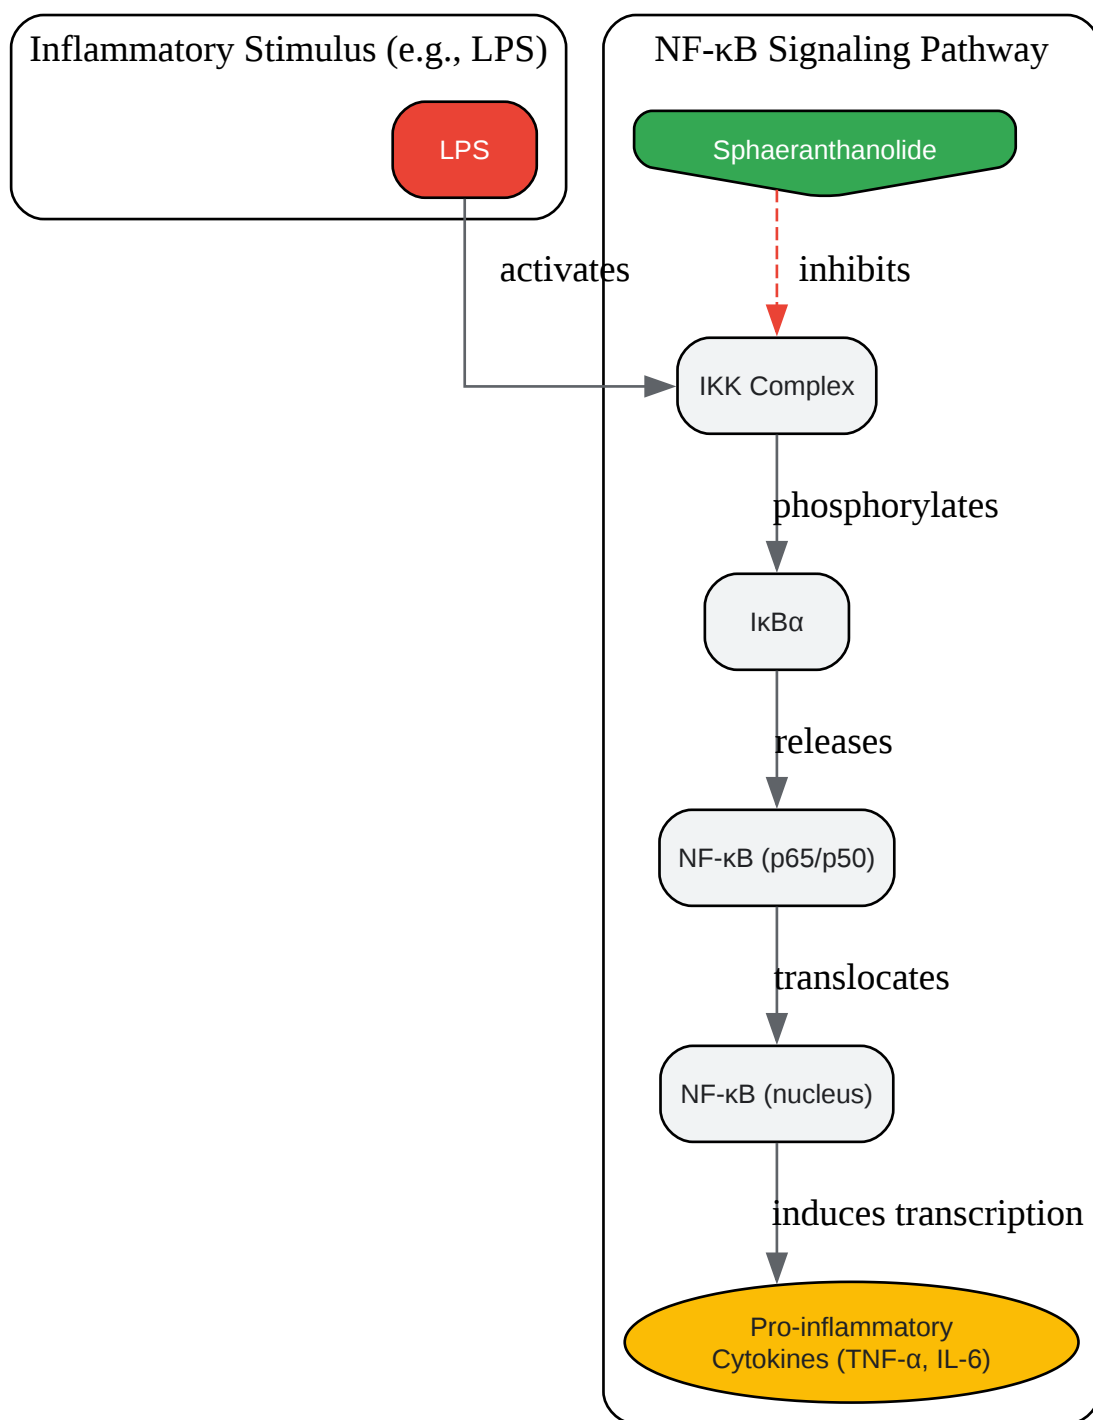 Inflammatory Stimulus (e.g., LPS)
LPS
NF-κB Signaling Pathway
Sphaeranthanolide
activates
inhibits
IKK Complex
phosphorylates
IκBα
releases
NF-κB (p65/p50)
translocates
NF-κB (nucleus)
induces transcription
Pro-inflammatory
Cytokines (TNF-α, IL-6)